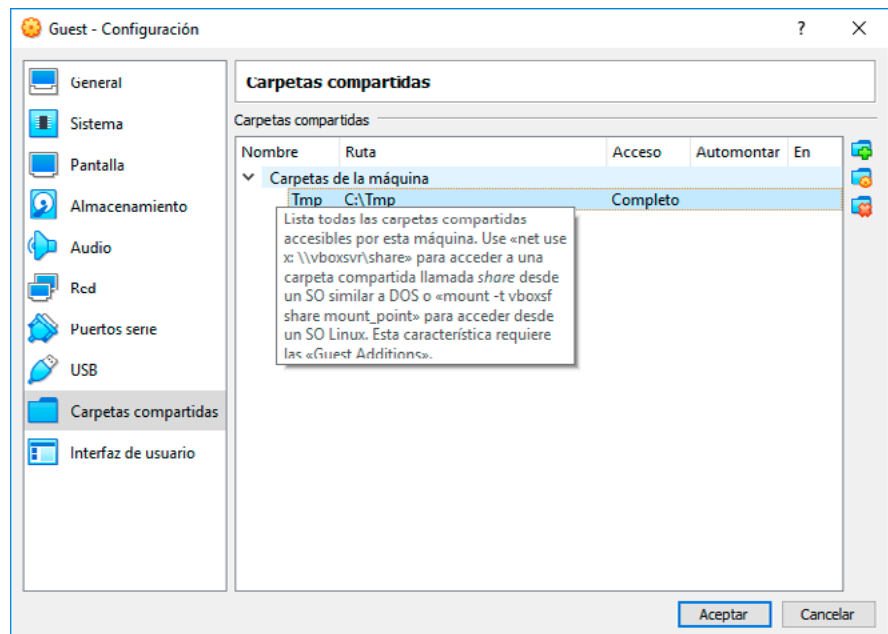 Guest - Configuración
?
General
Sistema
Pantalla
Almacenamiento
Audio
Red
Puertos serie
USB
Carpetas compartidas
Interfaz de usuario
Carpetas compartidas
Carpetas compartidas
Nombre Ruta Acceso Automontar En
Carpetas de la máquina
Tmp C:\Tmp Completo
Lista todas las carpetas compartidas
accesibles por esta máquina. Use «net use
x: \\vboxsvr\share» para acceder a una
carpeta compartida llamada share desde
un SO similar a DOS o «mount -t vboxsf
share mount_point» para acceder desde
un SO Linux. Esta característica requiere
las «Guest Additions».
Aceptar Cancelar